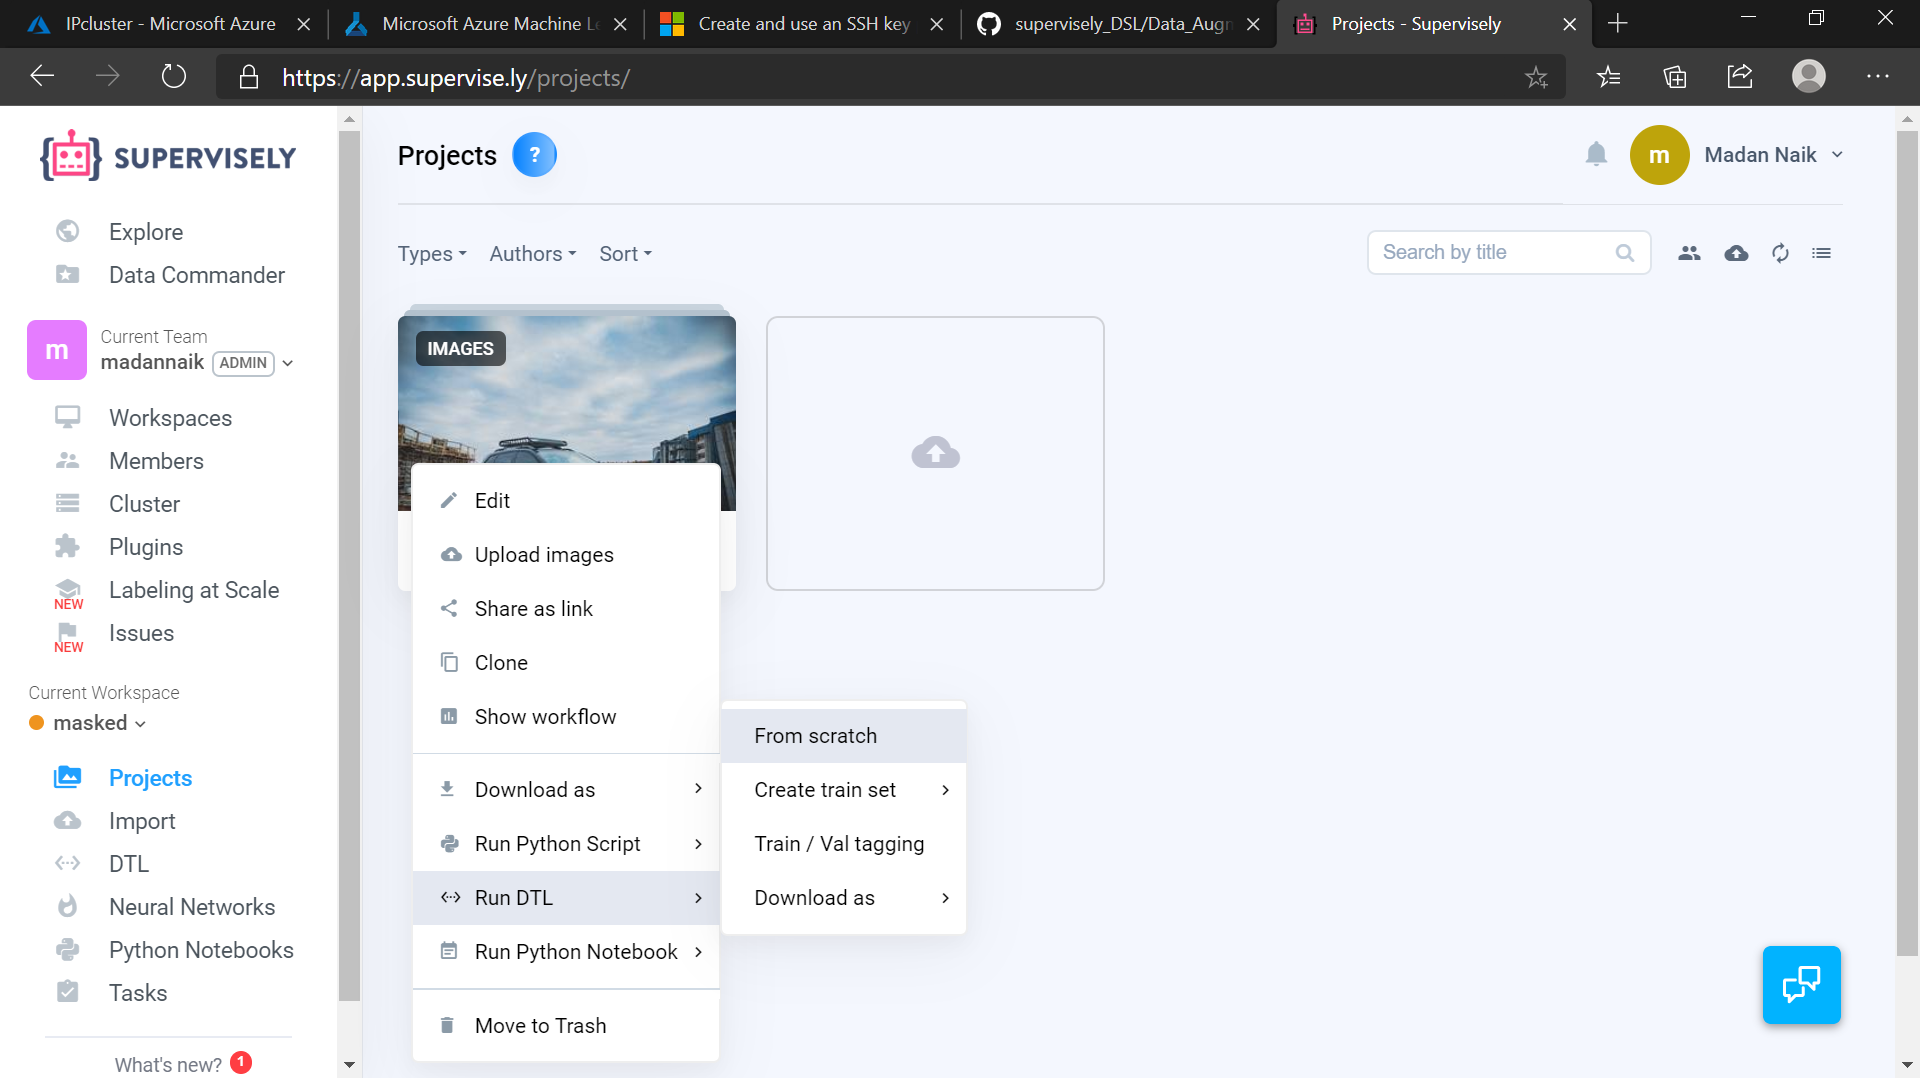 IPcluster - Microsoft Azure
Microsoft Azure Machine Le
Create and use an SSH key
supervisely_DSL/Data_Augn
Projects - Supervisely
https://app.supervise.ly/projects/
SUPERVISELY
Explore
Data Commander
m
Current Team
madannaik ADMIN
Workspaces
Members
Cluster
Plugins
Labeling at Scale
NEW
Issues
NEW
Current Workspace
masked
Projects
Import
DTL
Neural Networks
Python Notebooks
Tasks
What's new? 1
Projects ?
m Madan Naik
Types Authors Sort
Search by title
IMAGES
Edit
Upload images
Share as link
Clone
Show workflow
Download as
Run Python Script
Run DTL
Run Python Notebook
Move to Trash
From scratch
Create train set
Train / Val tagging
Download as